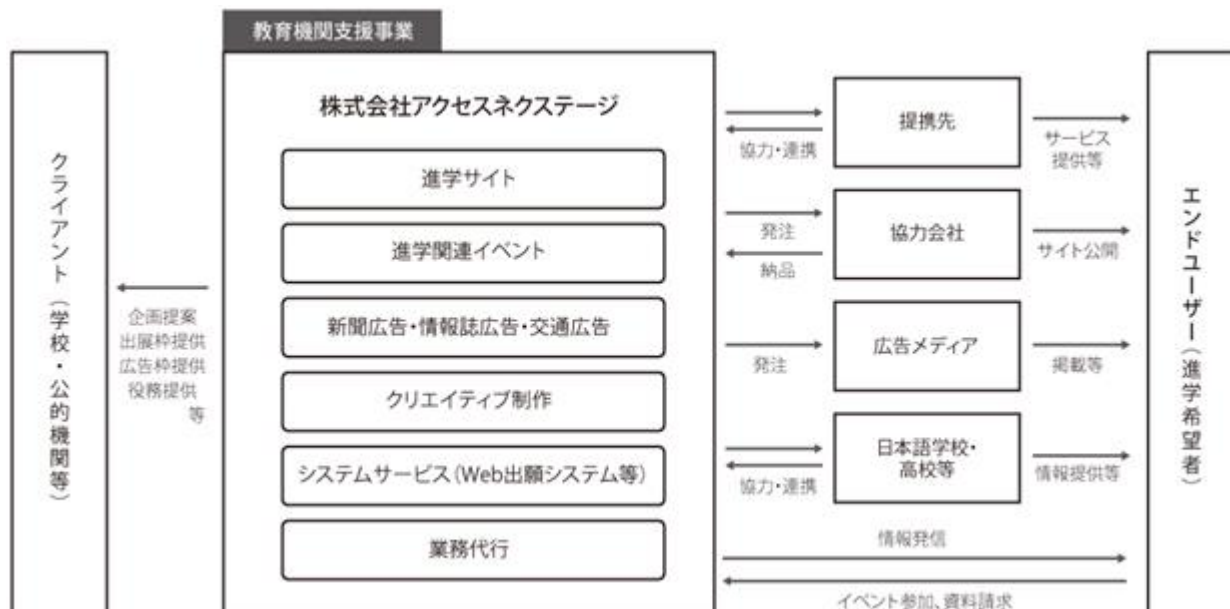 教育機関支援事業
クライアント（学校・公的機関等）
企画提案
出展枠提供
広告枠提供
役務提供
等
株式会社アクセスネクステージ
進学サイト
進学関連イベント
新聞広告・情報誌広告・交通広告
クリエイティブ制作
システムサービス（Web出願システム等）
業務代行
協力・連携
提携先
サービス
提供等
発注
納品
協力会社
サイト公開
発注
広告メディア
掲載等
協力・連携
日本語学校・
高校等
情報提供等
情報発信
イベント参加、資料請求
エンドユーザー（進学希望者）